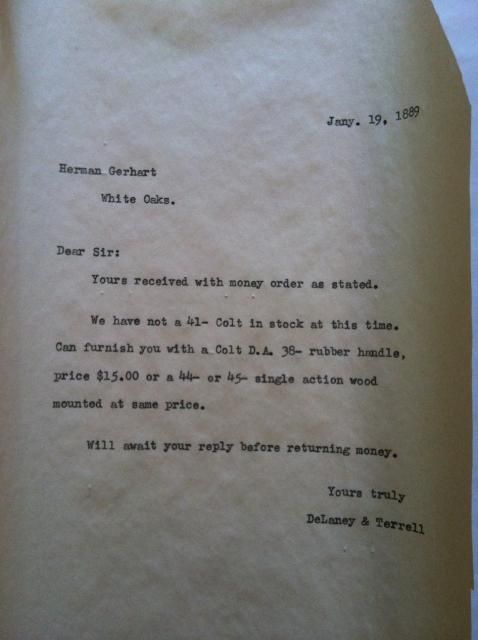 Jany. 19, 1889
Herman Gerhart
White Oaks.
Dear Sir:
Yours received with money order as stated.
We have not a 41- Colt in stock at this time.
Can furnish you with a Colt D.A. 38- rubber handle,
price $15.00 or a 44- or 45- single action wood
mounted at same price.
Will await your reply before returning money.
Yours truly
DeLaney & Terrell